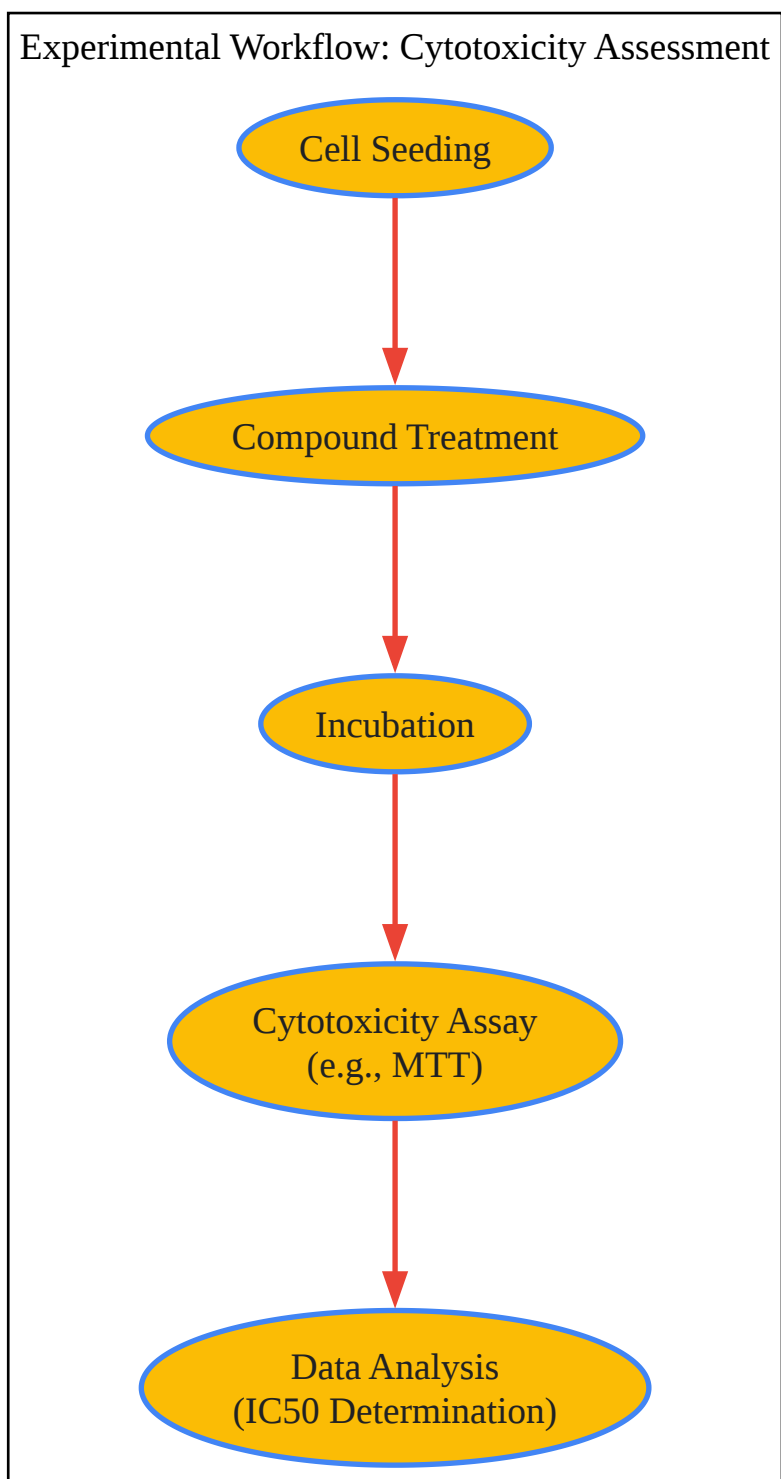 Experimental Workflow: Cytotoxicity Assessment
Cell Seeding
Compound Treatment
Incubation
Cytotoxicity Assay
(e.g., MTT)
Data Analysis
(IC50 Determination)